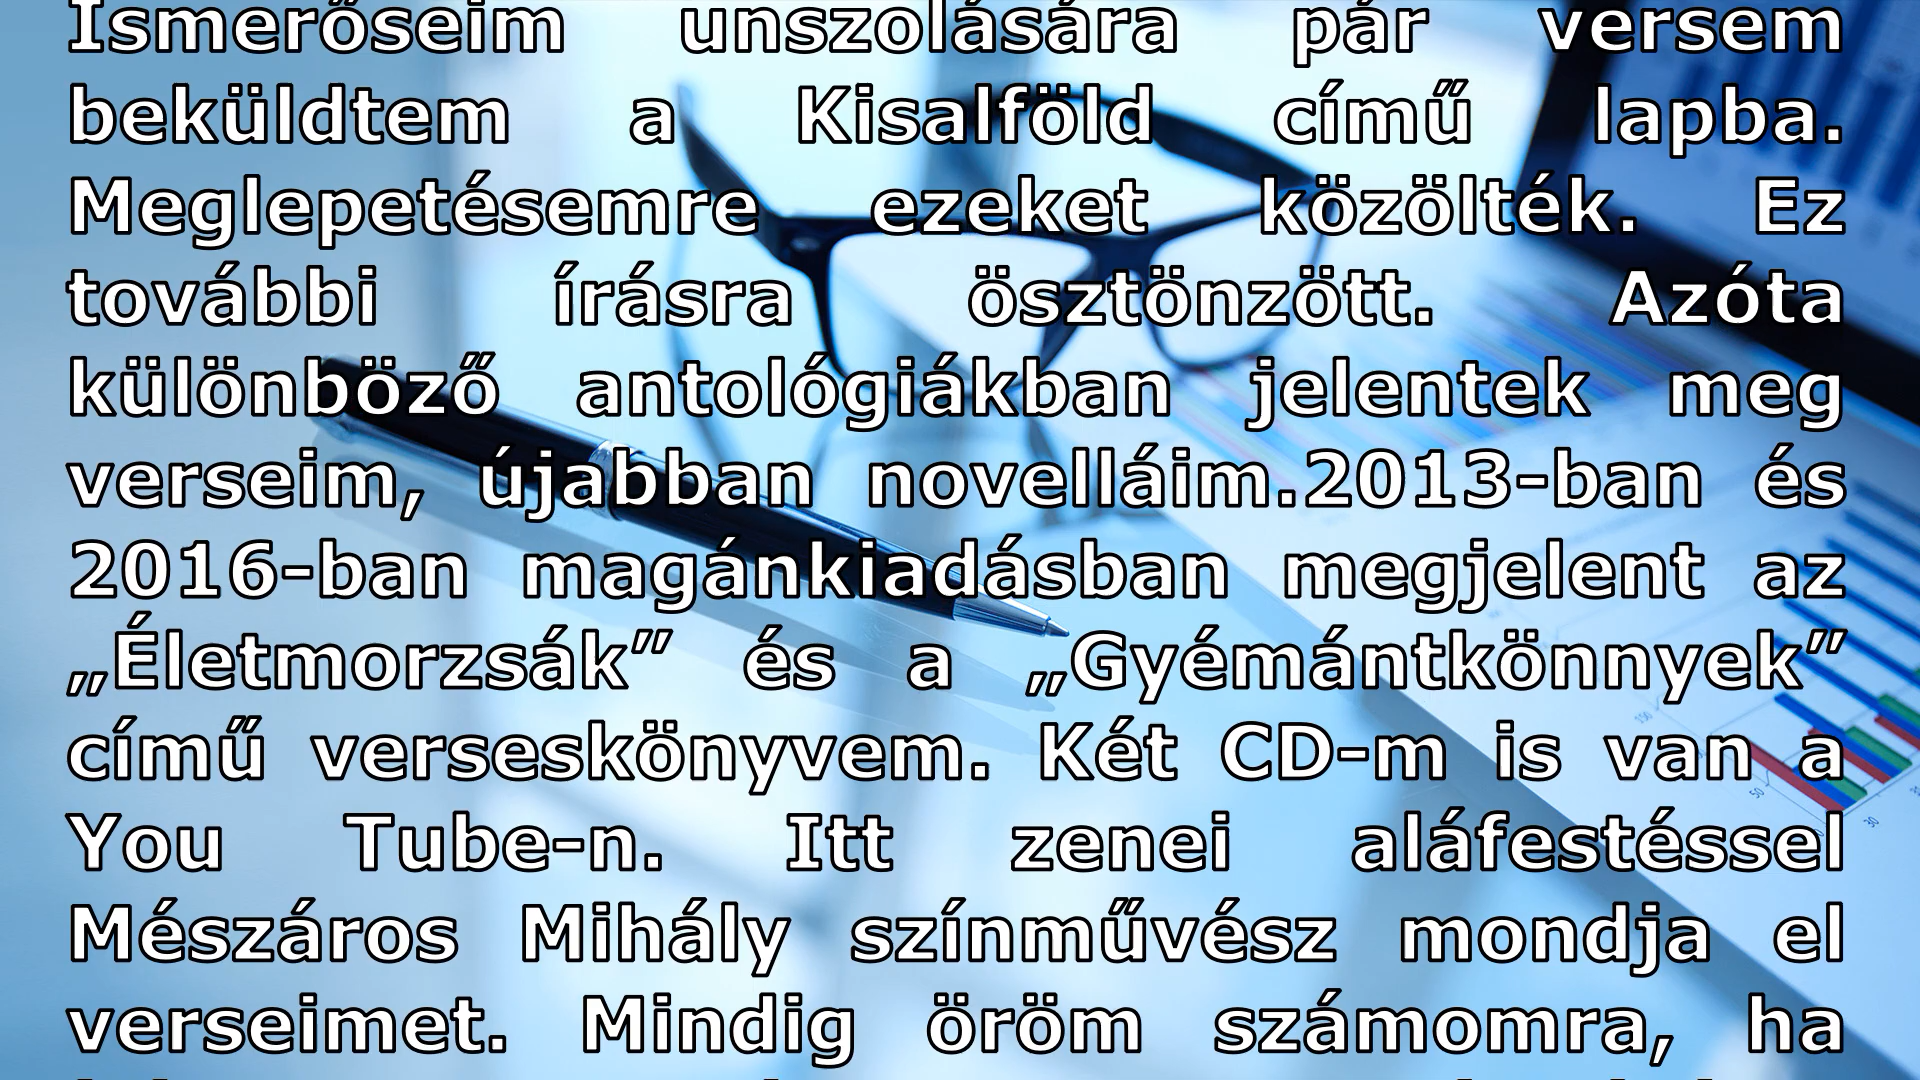 Ismerőseim unszolására pár versem
beküldtem a Kisalföld című lapba.
Meglepetésemre ezeket közölték. Ez
további írásra ösztönzött. Azóta
különböző antológiákban jelentek meg
verseim, újabban novelláim.2013-ban és
2016-ban magánkiadásban megjelent az
„Életmorzsák” és a „Gyémántkönnyek”
című verseskönyvem. Két CD-m is van a
You Tube-n. Itt zenei aláfestéssel
Mészáros Mihály színművész mondja el
verseimet. Mindig öröm számomra, ha